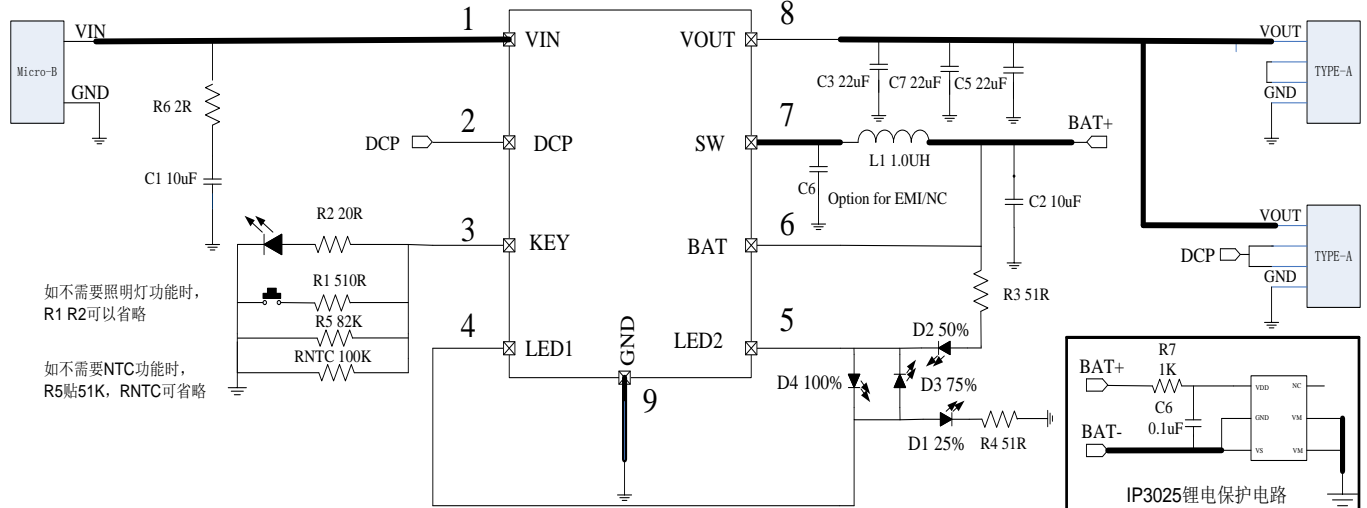 1
8
VIN
VIN
VOUT
VOUT
Micro-B
TYPE-A
GND
GND
R6 2R
C3 22uF
C7 22uF
C5 22uF
2
7
DCP
DCP
SW
BAT+
L1 1.0UH
C1 10uF
C6
Option for EMI/NC
C2 10uF
R2 20R
3
6
KEY
BAT
VOUT
DCP
TYPE-A
GND
如不需要照明灯功能时,
R1 R2可以省略
R1 510R
R5 82K
RNTC 100K
R3 51R
4
5
LED1
GND
LED2
D2 50%
如不需要NTC功能时,
R5贴51K，RNTC可省略
9
D4 100%
D3 75%
D1 25%
R4 51R
BAT+
R7
1K
C6
0.1uF
BAT-
VDD
NC
GND
VM
VS
VM
IP3025锂电保护电路